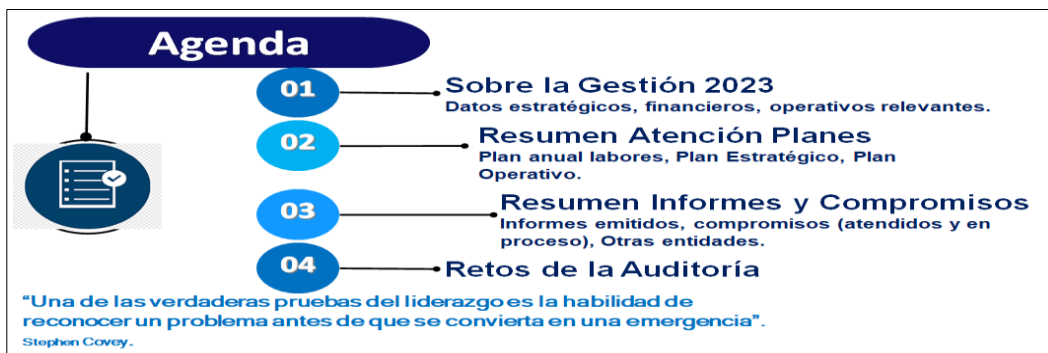 Agenda
01
Sobre la Gestión 2023
Datos estratégicos, financieros, operativos relevantes.
02
Resumen Atención Planes
Plan anual labores, Plan Estratégico, Plan
Operativo.
03
Resumen Informes y Compromisos
Informes emitidos, compromisos (atendidos y en
proceso), Otras entidades.
04
Retos de la Auditoría
“Una de las verdaderas pruebas del liderazgo es la habilidad de
reconocer un problema antes de que se convierta en una emergencia”.
Stephen Covey.